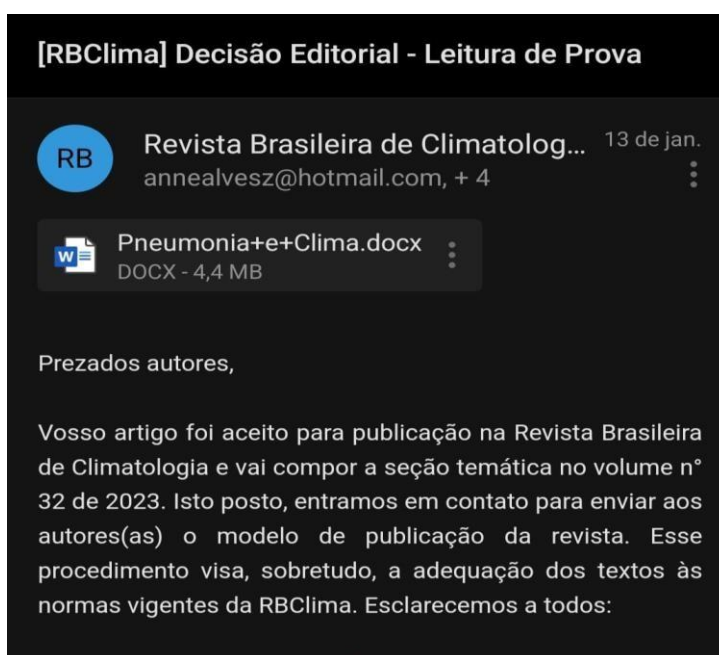 [RBClima] Decisão Editorial - Leitura de Prova
RB
Revista Brasileira de Climatolog... 13 de jan.
annealvesz@hotmail.com, + 4
Pneumonia+e+Clima.docx
W
DOCX - 4,4 MB
Prezados autores,
Vosso artigo foi aceito para publicação na Revista Brasileira
de Climatologia e vai compor a seção temática no volume n°
32 de 2023. Isto posto, entramos em contato para enviar aos
autores(as) o modelo de publicação da revista. Esse
procedimento visa, sobretudo, a adequação dos textos às
normas vigentes da RBClima. Esclarecemos a todos: